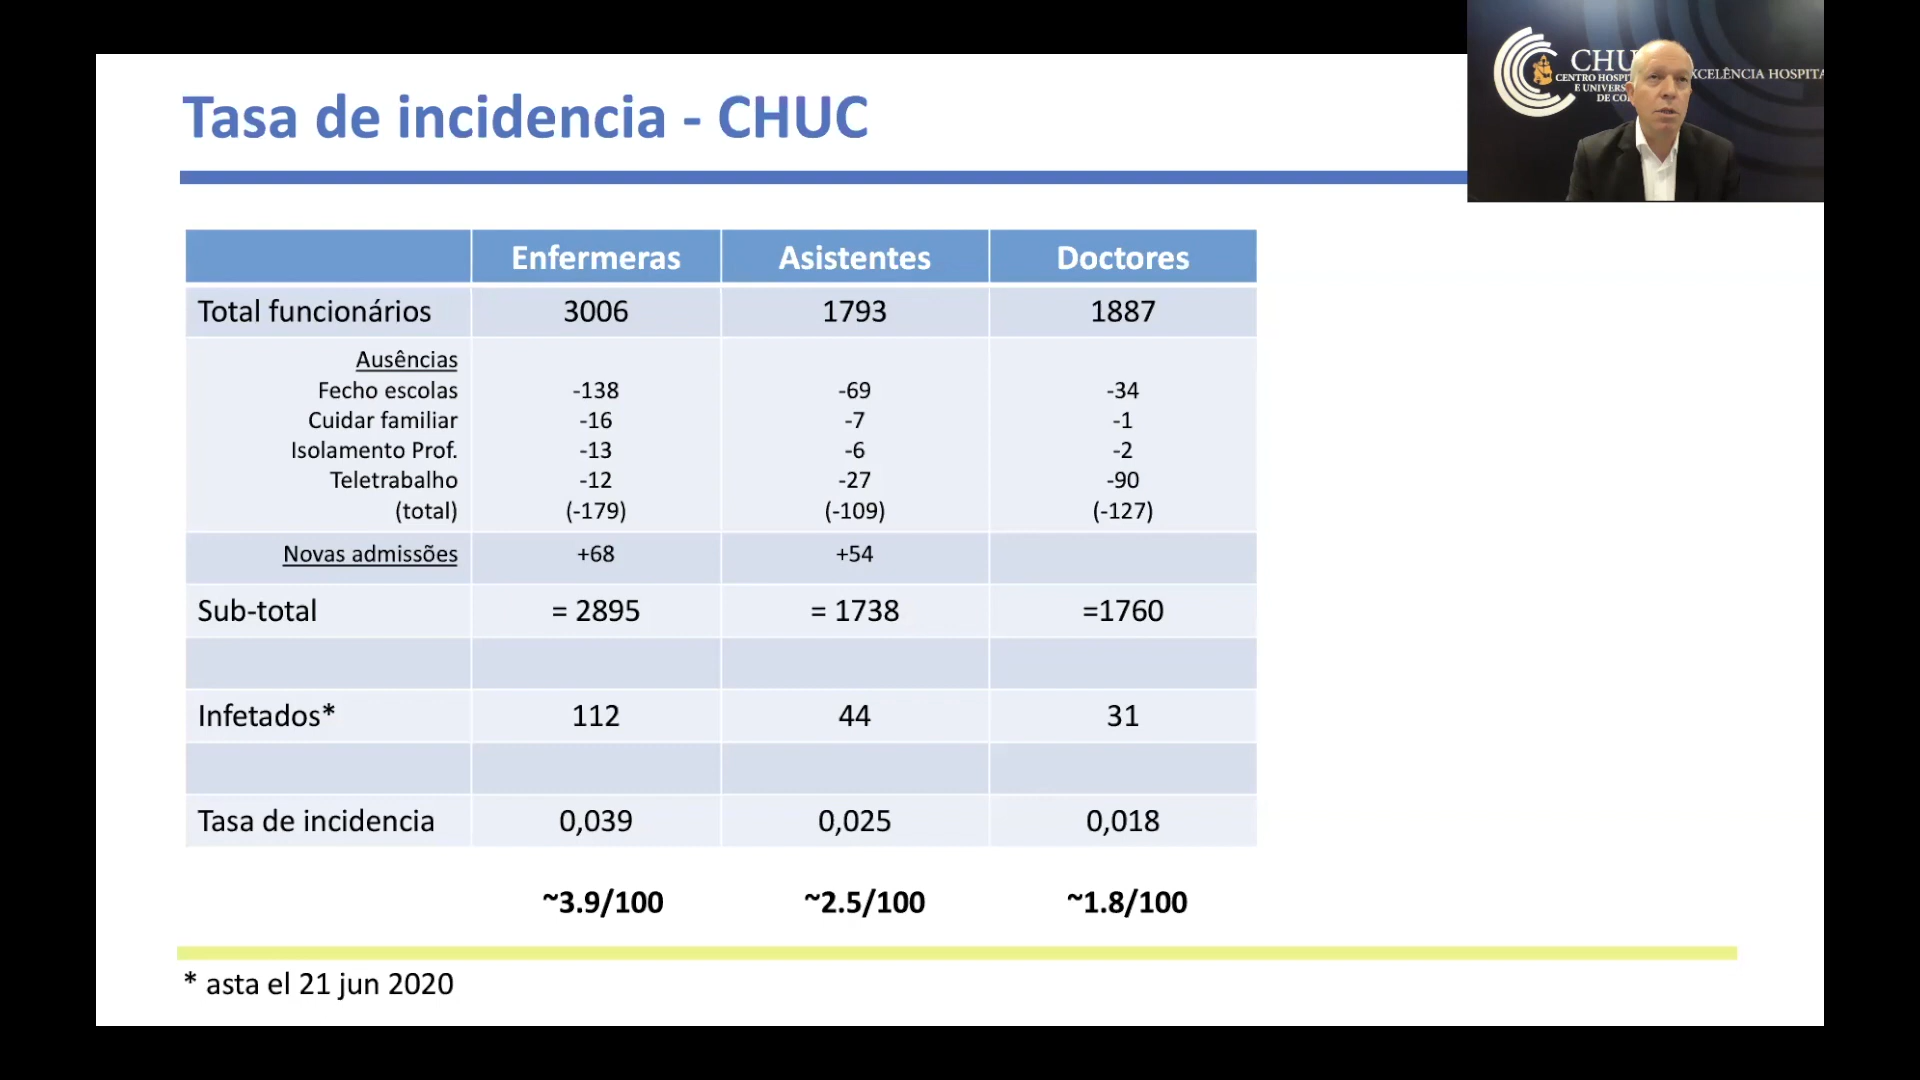 Tasa de incidencia - CHUC
CHU
CENTRO HOSPI
E UNIVERS
DE CO
XCELÊNCIA HOSPITA
Enfermeras Asistentes Doctores
Total funcionários 3006 1793 1887
Ausências
Fecho escolas -138 -69 -34
Cuidar familiar -16 -7 -1
Isolamento Prof. -13 -6 -2
Teletrabalho -12 -27 -90
(total) (-179) (-109) (-127)
Novas admissões +68 +54
Sub-total = 2895 = 1738 =1760
Infetados* 112 44 31
Tasa de incidencia 0,039 0,025 0,018
~3.9/100 ~2.5/100 ~1.8/100
* asta el 21 jun 2020